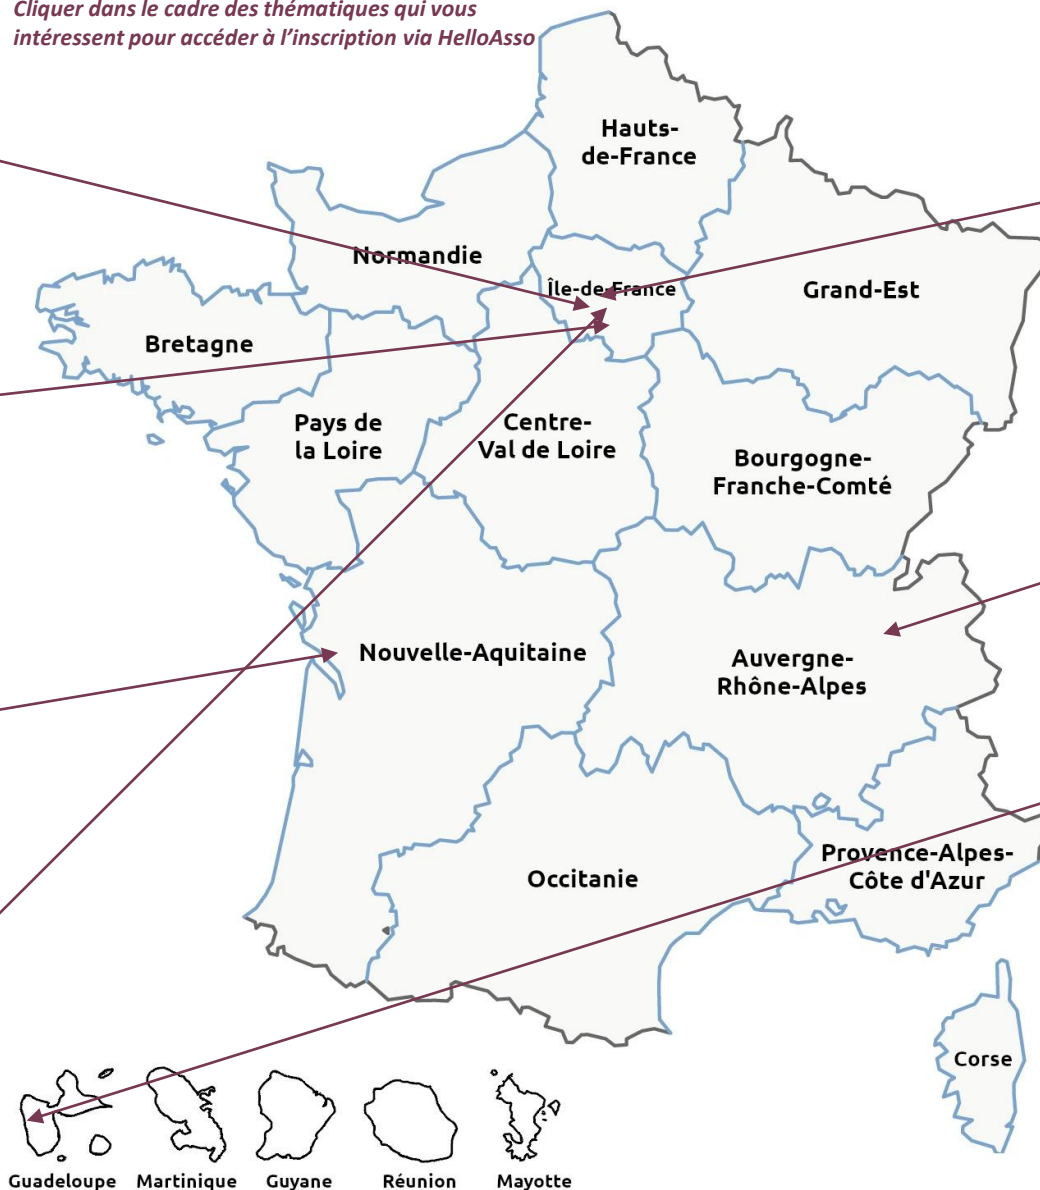 Cliquer dans le cadre des thématiques qui vous
intéressent pour accéder à l’inscription via HelloAsso
Hauts-
de-France
Normandie
Île-de-France
Grand-Est
Bretagne
Pays de
la Loire
Centre-
Val de Loire
Bourgogne-
Franche-Comté
Nouvelle-Aquitaine
Auvergne-
Rhône-Alpes
Occitanie
Provence-Alpes-
Côte d'Azur
Corse
Guadeloupe
Martinique
Guyane
Réunion
Mayotte